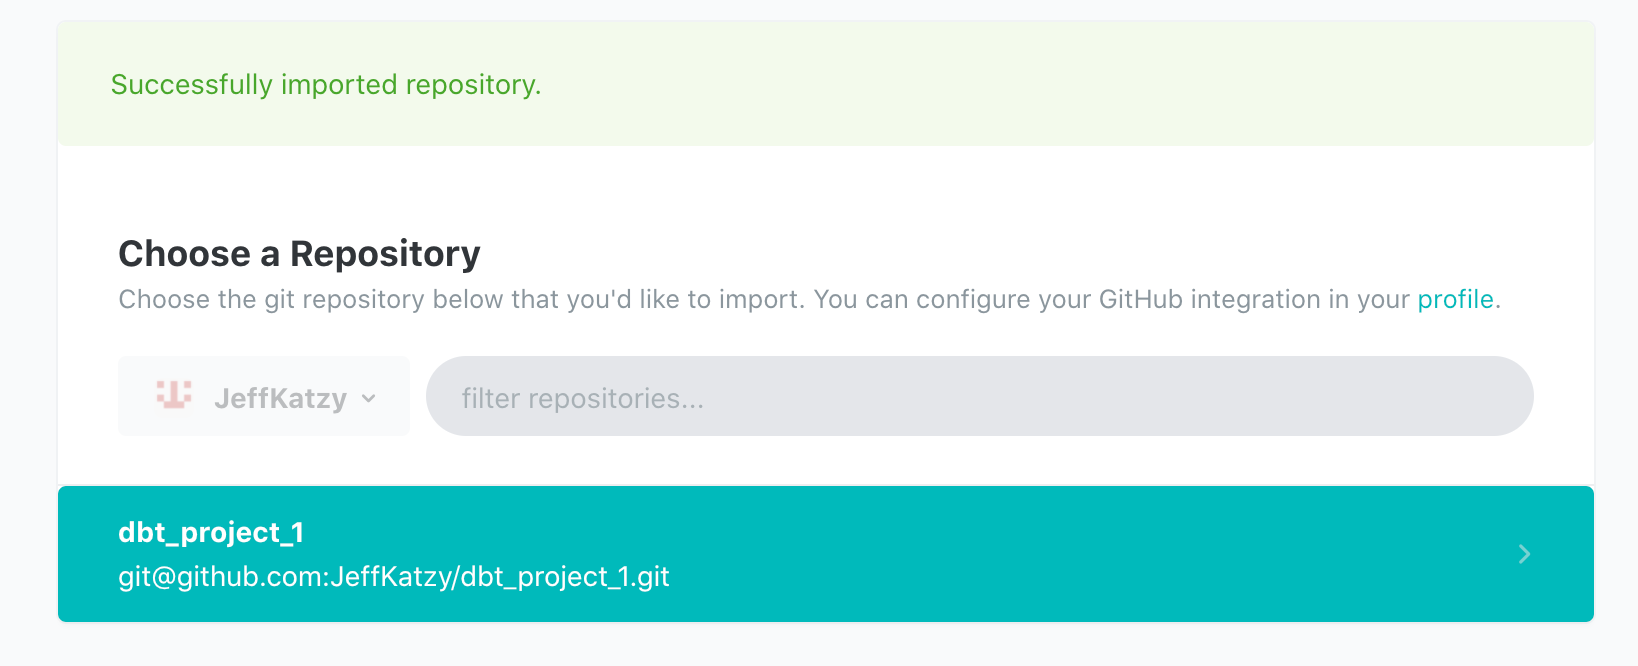 Successfully imported repository.
Choose a Repository
Choose the git repository below that you'd like to import. You can configure your GitHub integration in your profile.
JeffKatzy
filter repositories...
dbt_project_1
git@github.com:JeffKatzy/dbt_project_1.git